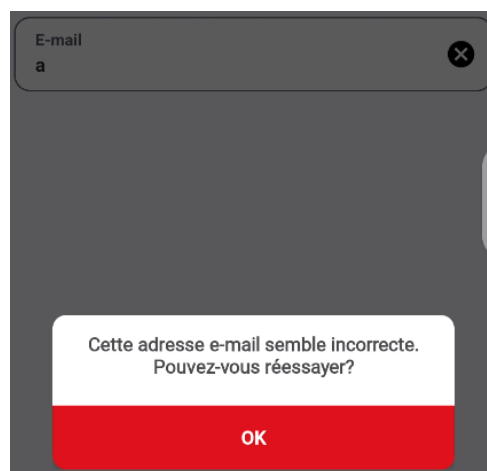 E-mail
a
Cette adresse e-mail semble incorrecte.
Pouvez-vous réessayer?
OK